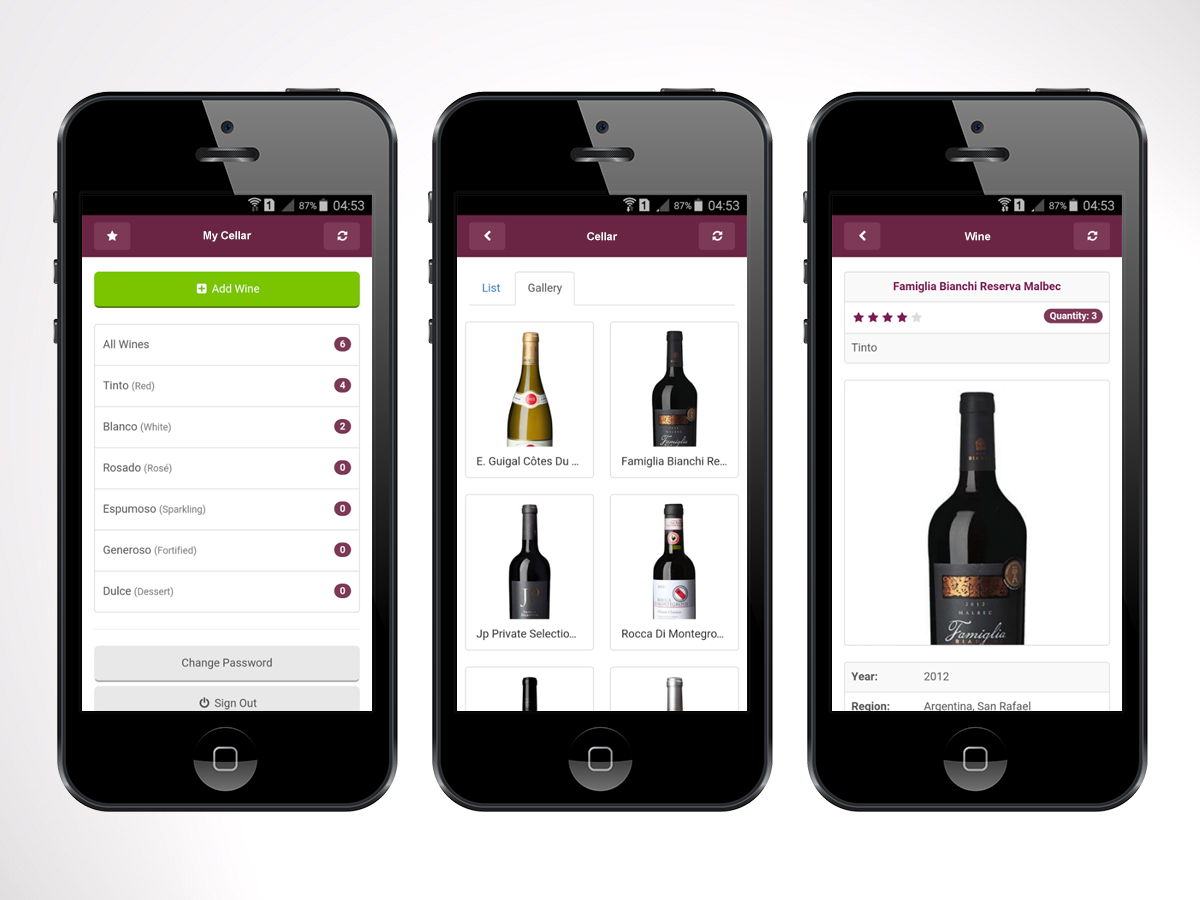 1 87% 04:53
My Cellar
Add Wine
All Wines 6
Tinto (Red) 4
Blanco (White) 2
Rosado (Rosé) 0
Espumoso (Sparkling) 0
Generoso (Fortified) 0
Dulce (Dessert) 0
Change Password
Sign Out
1 87% 04:53
Cellar
List Gallery
E. Guigal Côtes Du ...
Famiglia Bianchi Re...
JP
Jp Private Selectio...
Rocca Di Montegro...
1 87% 04:53
Wine
Famiglia Bianchi Reserva Malbec
Quantity: 3
Tinto
MALBEC
Famiglia
Year: 2012
Region: Argentina, San Rafael